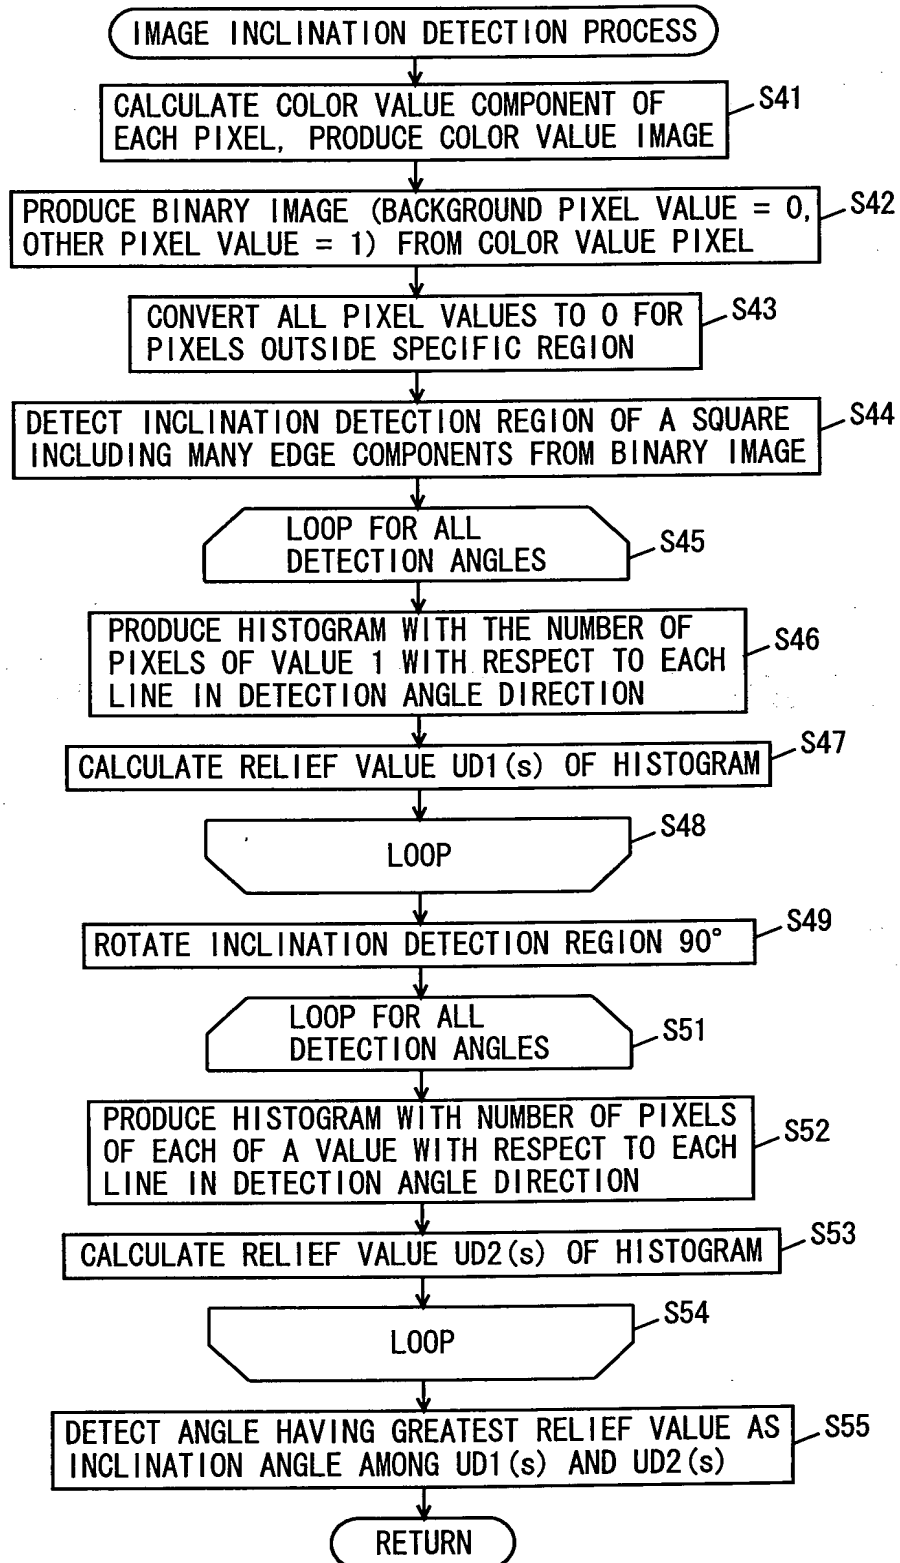 IMAGE INCLINATION DETECTION PROCESS
CALCULATE COLOR VALUE COMPONENT OF
EACH PIXEL, PRODUCE COLOR VALUE IMAGE
S41
PRODUCE BINARY IMAGE (BACKGROUND PIXEL VALUE = 0,
OTHER PIXEL VALUE = 1) FROM COLOR VALUE PIXEL
S42
CONVERT ALL PIXEL VALUES TO 0 FOR
PIXELS OUTSIDE SPECIFIC REGION
S43
DETECT INCLINATION DETECTION REGION OF A SQUARE
INCLUDING MANY EDGE COMPONENTS FROM BINARY IMAGE
S44
LOOP FOR ALL
DETECTION ANGLES
S45
PRODUCE HISTOGRAM WITH THE NUMBER OF
PIXELS OF VALUE 1 WITH RESPECT TO EACH
LINE IN DETECTION ANGLE DIRECTION
S46
CALCULATE RELIEF VALUE UD1(s) OF HISTOGRAM
S47
LOOP
S48
ROTATE INCLINATION DETECTION REGION 90°
S49
LOOP FOR ALL
DETECTION ANGLES
S51
PRODUCE HISTOGRAM WITH NUMBER OF PIXELS
OF EACH OF A VALUE WITH RESPECT TO EACH
LINE IN DETECTION ANGLE DIRECTION
S52
CALCULATE RELIEF VALUE UD2(s) OF HISTOGRAM
S53
LOOP
S54
DETECT ANGLE HAVING GREATEST RELIEF VALUE AS
INCLINATION ANGLE AMONG UD1(s) AND UD2(s)
S55
RETURN